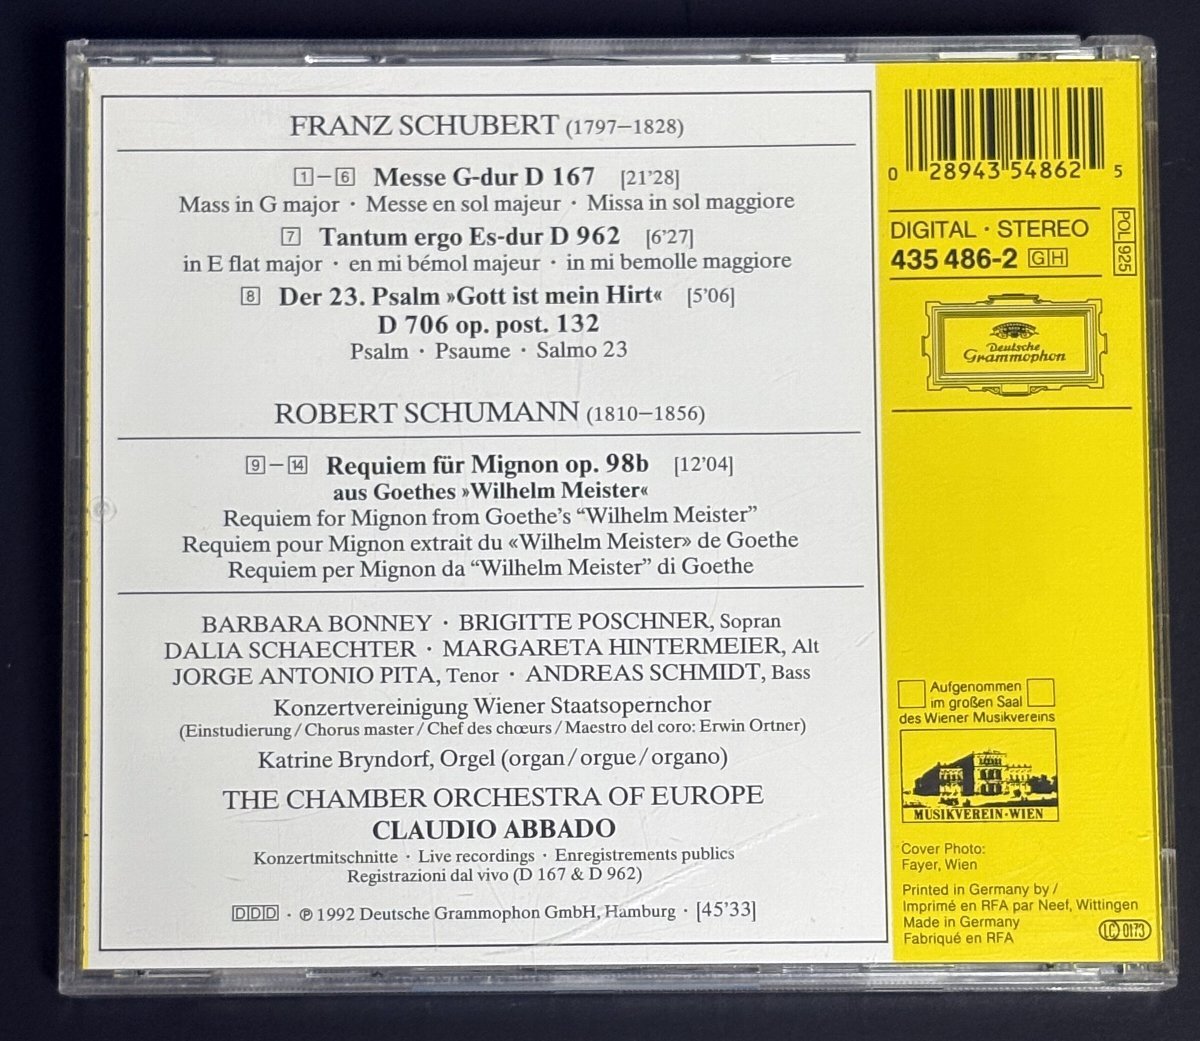 FRANZ SCHUBERT (1797–1828)
1 – 6 Messe G-dur D 167 [21’28]
Mass in G major · Messe en sol majeur · Missa in sol maggiore
7 Tantum ergo Es-dur D 962 [6’27]
in E flat major · en mi bémol majeur · in mi bemolle maggiore
8 Der 23. Psalm »Gott ist mein Hirt« [5’06]
D 706 op. post. 132
Psalm · Psaume · Salmo 23
ROBERT SCHUMANN (1810–1856)
9 – 14 Requiem für Mignon op. 98b [12’04]
aus Goethes »Wilhelm Meister«
Requiem for Mignon from Goethe’s “Wilhelm Meister”
Requiem pour Mignon extrait du «Wilhelm Meister» de Goethe
Requiem per Mignon da “Wilhelm Meister” di Goethe
BARBARA BONNEY · BRIGITTE POSCHNER, Sopran
DALIA SCHAECHTER · MARGARETA HINTERMEIER, Alt
JORGE ANTONIO PITA, Tenor · ANDREAS SCHMIDT, Bass
Konzertvereinigung Wiener Staatsopernchor
(Einstudierung / Chorus master / Chef des chœurs / Maestro del coro: Erwin Ortner)
Katrine Bryndorf, Orgel (organ / orgue / organo)
THE CHAMBER ORCHESTRA OF EUROPE
CLAUDIO ABBADO
Konzertmitschnitte · Live recordings · Enregistrements publics
Registrazioni dal vivo (D 167 & D 962)
DDD · ℗ 1992 Deutsche Grammophon GmbH, Hamburg · [45’33]
0 28943 54862 5
DIGITAL · STEREO
435 486-2 GH
POL 925
Deutsche
Grammophon
Aufgenommen
im großen Saal
des Wiener Musikvereins
MUSIKVEREIN · WIEN
Cover Photo:
Fayer, Wien
Printed in Germany by /
Imprimé en RFA par Neef, Wittingen
Made in Germany
Fabriqué en RFA
LC 0173